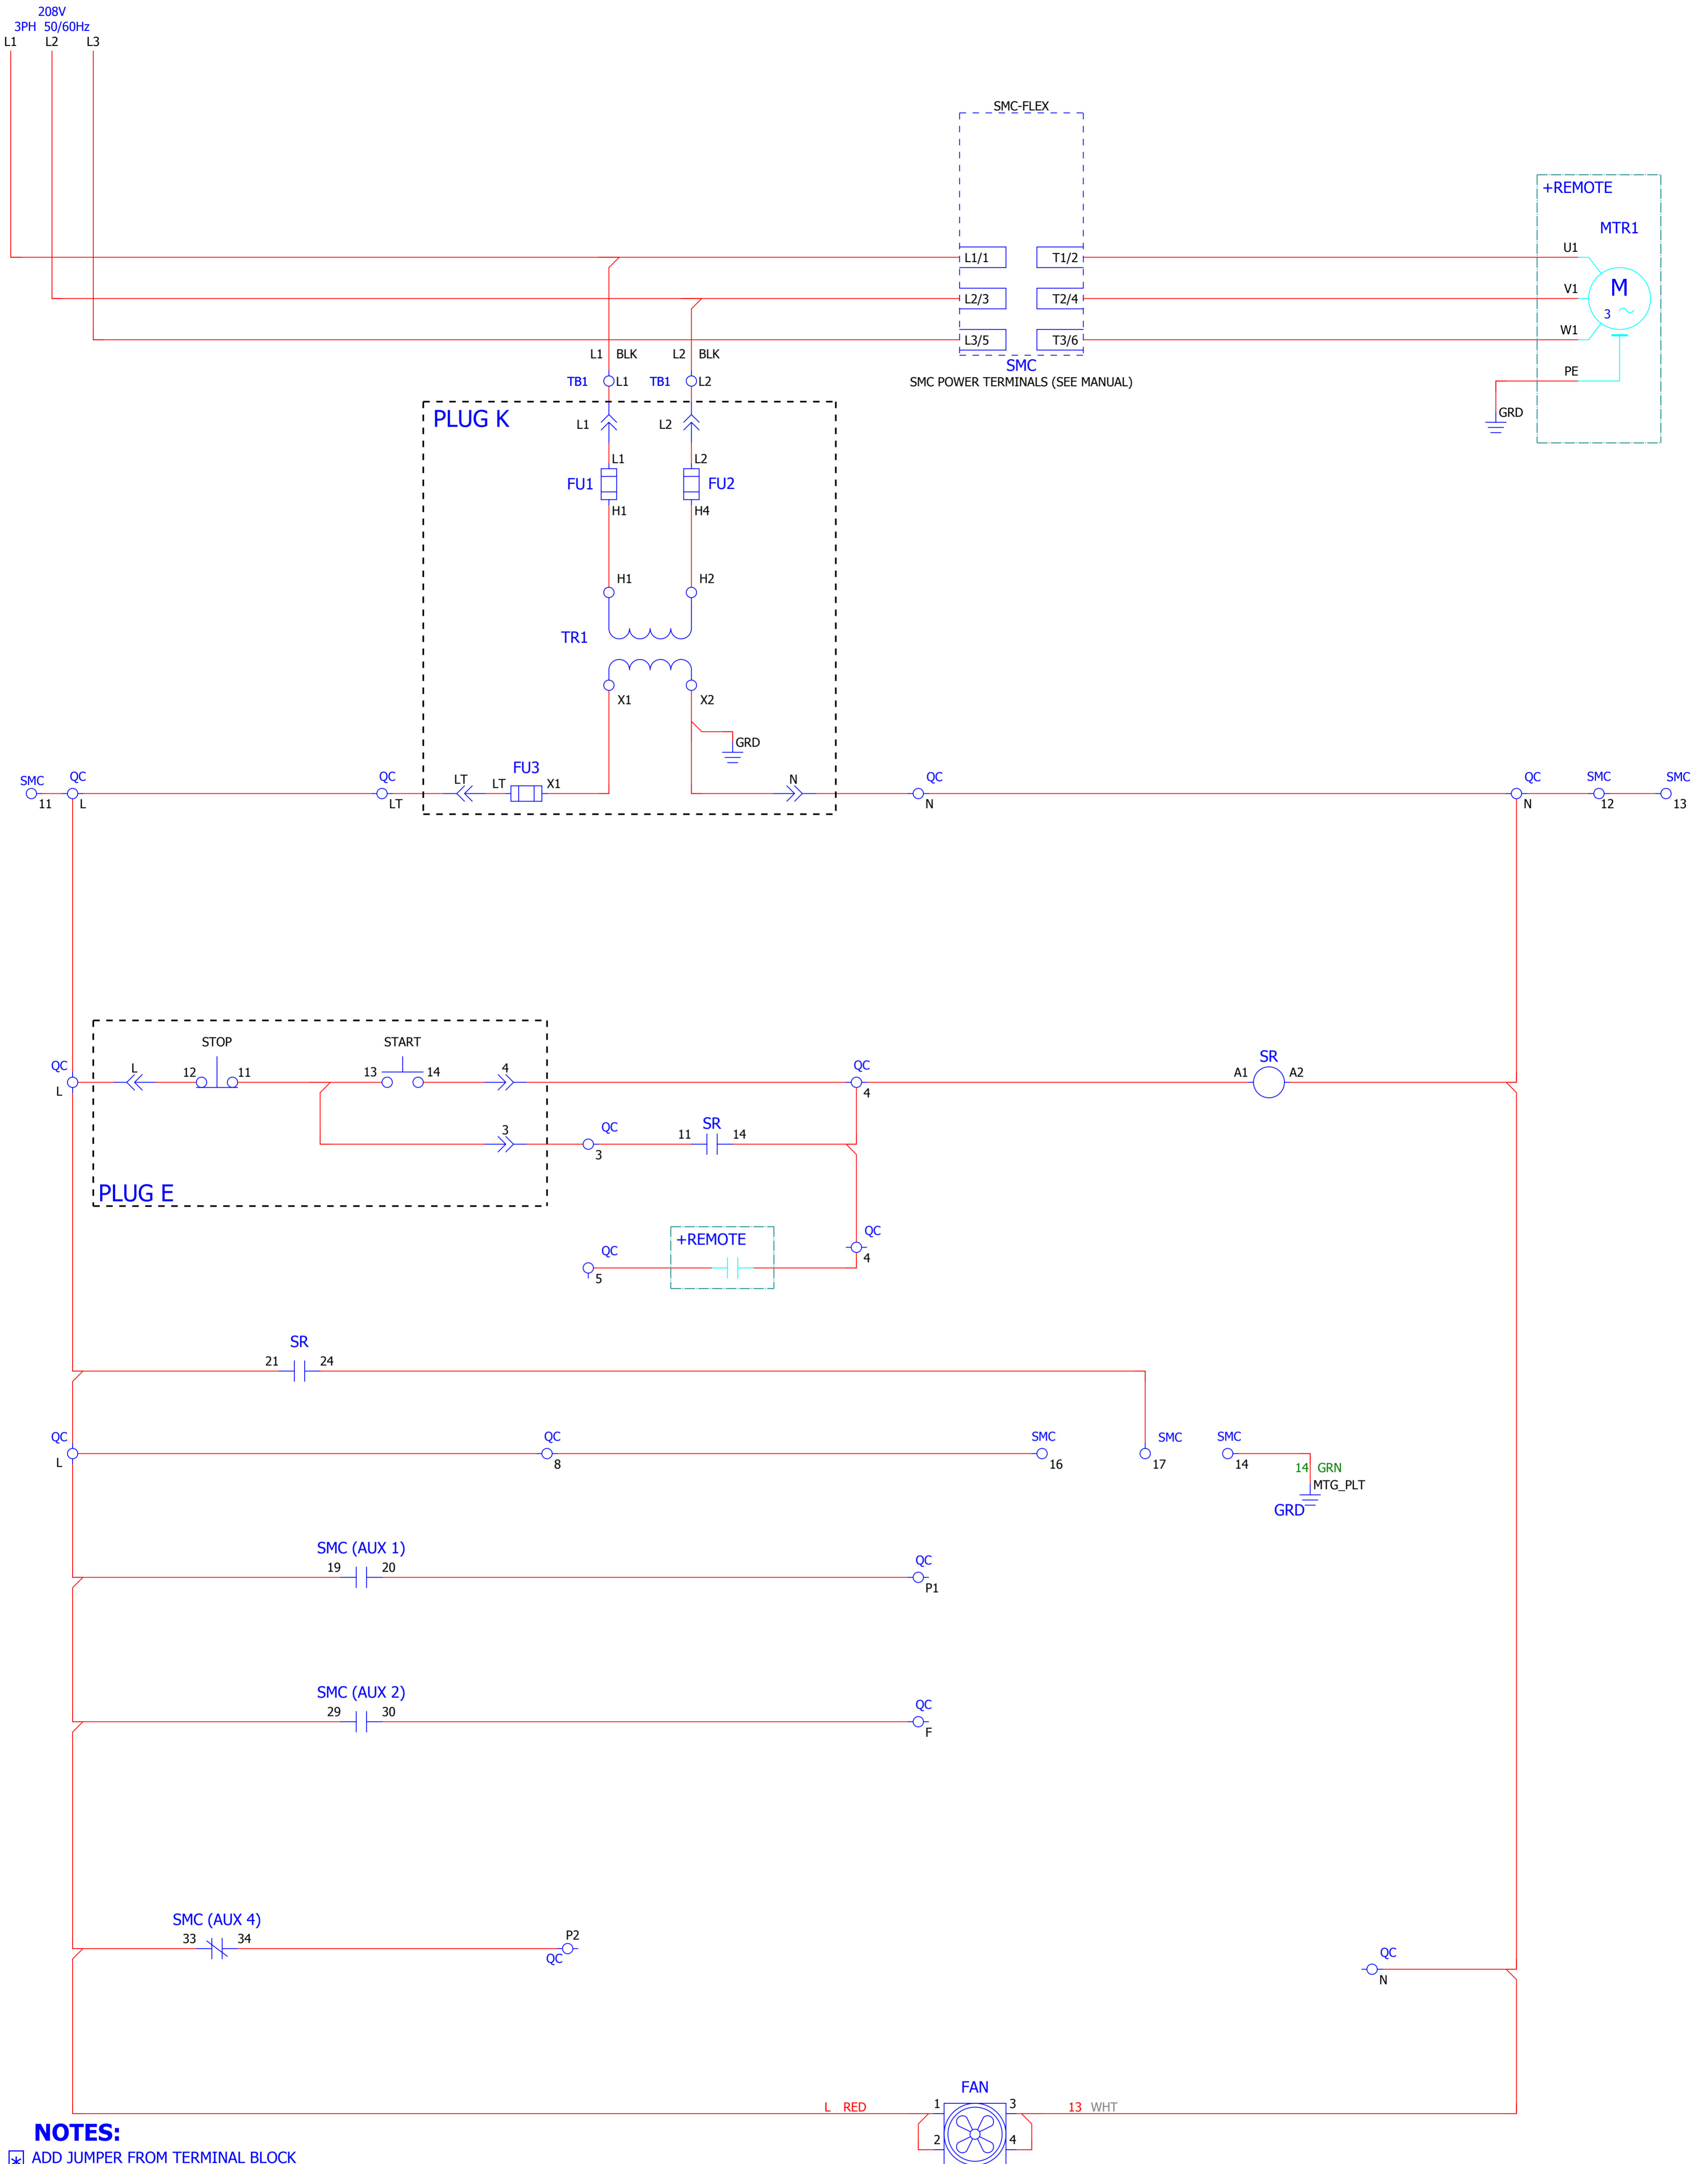 208V
3PH 50/60Hz
L1 L2 L3
SMC-FLEX
+REMOTE
MTR1
U1
L1/1 T1/2
M
3
V1
L2/3 T2/4
W1
L3/5 T3/6
L1 BLK L2 BLK
SMC
PE
TB1 L1 TB1 L2
SMC POWER TERMINALS (SEE MANUAL)
GRD
PLUG K
L1 L2
L1 L2
FU1 FU2
H1 H4
H1 H2
TR1
X1 X2
GRD
FU3
SMC QC QC LT LT X1 N QC QC SMC SMC
11 L LT N N 12 13
STOP START
QC L 12 11 13 14 4 QC SR
L 4 A1 A2
3 QC SR
3 11 14
PLUG E
QC
4
QC +REMOTE
5
SR
21 24
QC QC SMC SMC SMC
L 8 16 17 14
14 GRN
MTG_PLT
GRD
SMC (AUX 1)
19 20 QC
P1
SMC (AUX 2)
29 30 QC
F
SMC (AUX 4)
33 34 P2
QC
QC
N
FAN
L RED 1 3 13 WHT
2 4
NOTES:
* ADD JUMPER FROM TERMINAL BLOCK